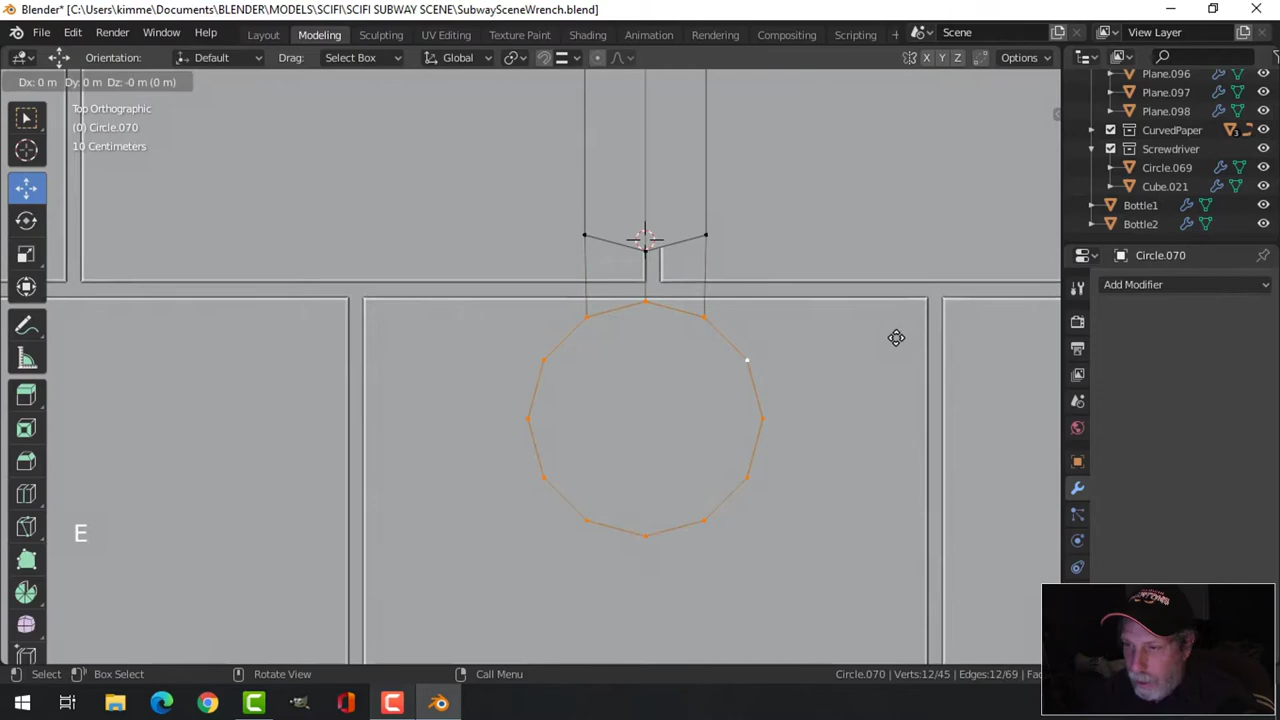 Blender* [C:\Users\kimme\Documents\BLENDER\MODELS\SCIFI\SCIFI SUBWAY SCENE\SubwaySceneWrench.blend]
File Edit Render Window Help Layout Modeling Sculpting UV Editing Texture Paint Shading Animation Rendering Compositing Scripting + Scene View Layer
Orientation: Default Drag: Select Box Global X Y Z Options
Dx: 0 m Dy: 0 m Dz: -0 m (0 m)
Top Orthographic
(0) Circle.070
10 Centimeters
E
Plane.096
Plane.097
Plane.098
CurvedPaper 3
Screwdriver
Circle.069
Cube.021
Bottle1
Bottle2
Circle.070
Add Modifier
Select Box Select Rotate View Call Menu Circle.070 | Verts:12/45 | Edges:12/69 | Fa